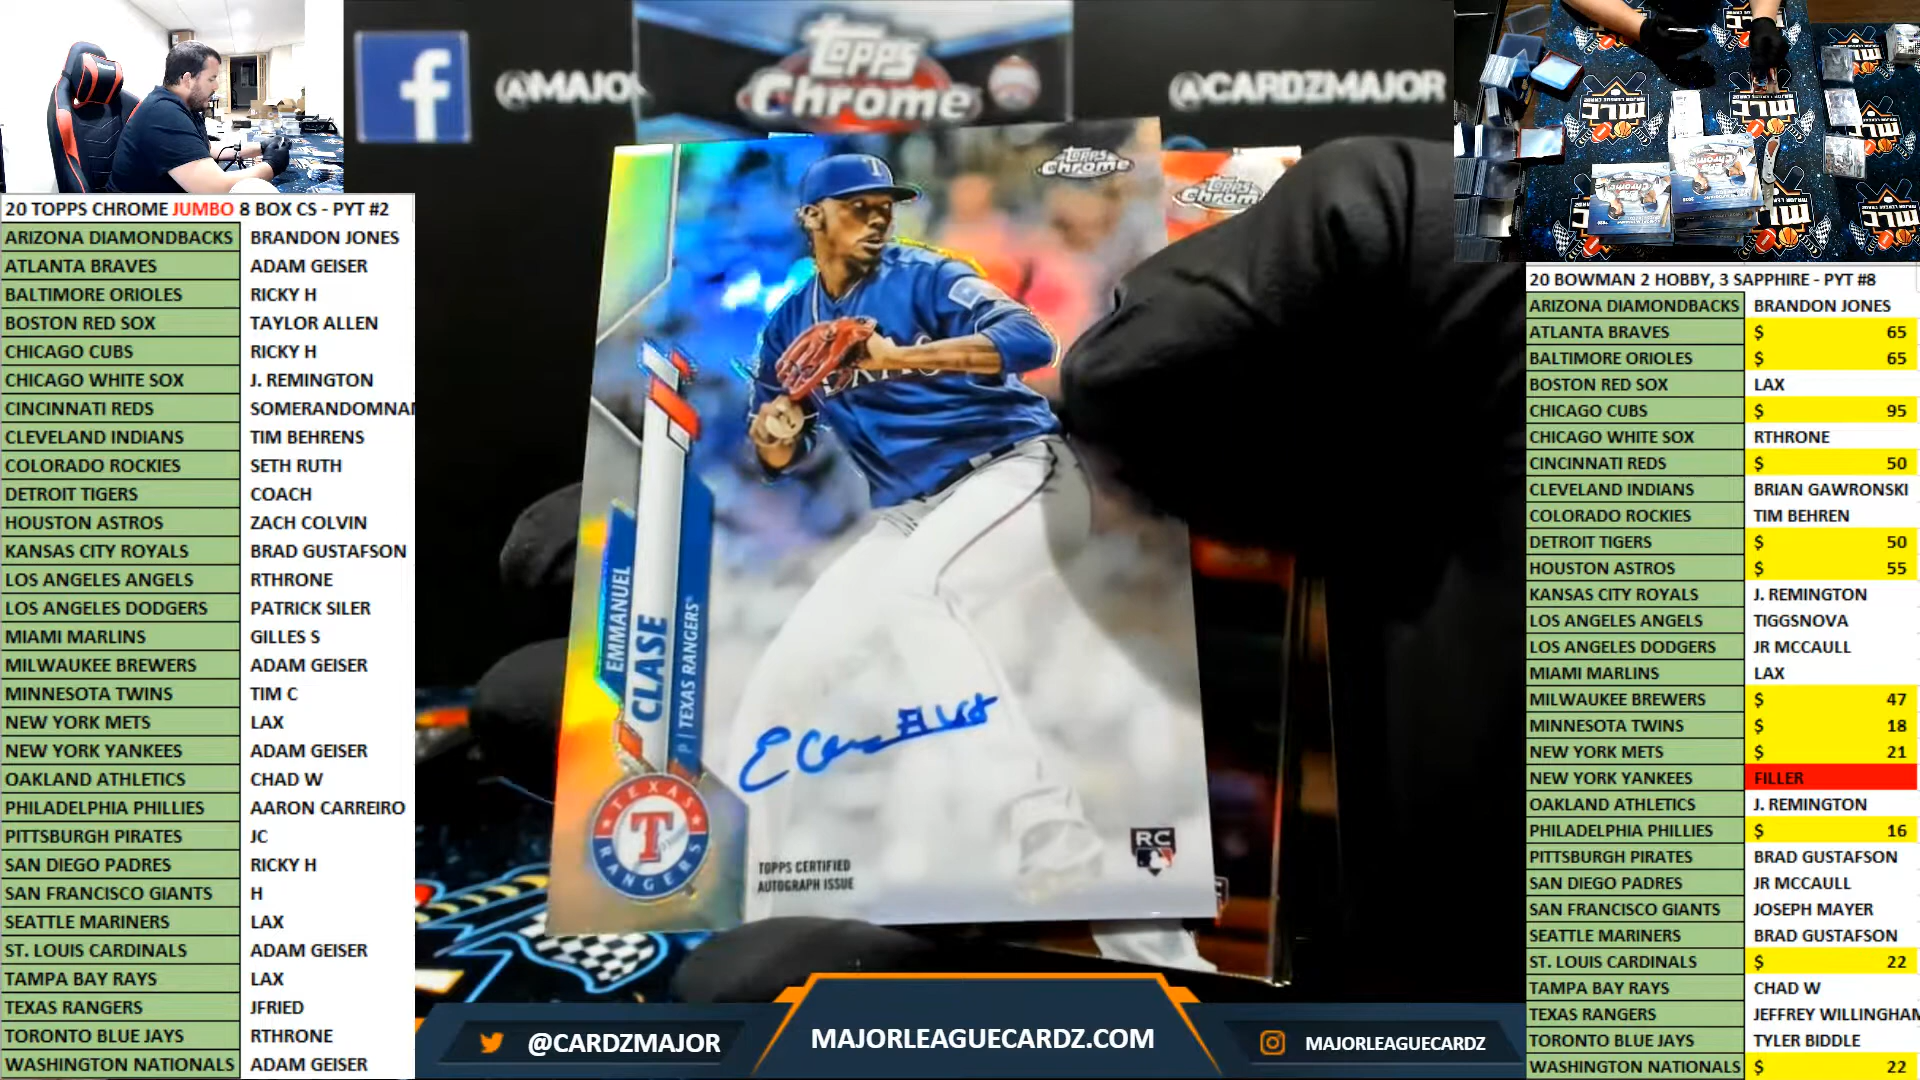 @MAJO
Topps
Chrome
@CARDZMAJOR
20 TOPPS CHROME JUMBO 8 BOX CS - PYT #2
ARIZONA DIAMONDBACKS BRANDON JONES
ATLANTA BRAVES ADAM GEISER
BALTIMORE ORIOLES RICKY H
BOSTON RED SOX TAYLOR ALLEN
CHICAGO CUBS RICKY H
CHICAGO WHITE SOX J. REMINGTON
CINCINNATI REDS SOMERANDOMNA
CLEVELAND INDIANS TIM BEHRENS
COLORADO ROCKIES SETH RUTH
DETROIT TIGERS COACH
HOUSTON ASTROS ZACH COLVIN
KANSAS CITY ROYALS BRAD GUSTAFSON
LOS ANGELES ANGELS RTHRONE
LOS ANGELES DODGERS PATRICK SILER
MIAMI MARLINS GILLES S
MILWAUKEE BREWERS ADAM GEISER
MINNESOTA TWINS TIM C
NEW YORK METS LAX
NEW YORK YANKEES ADAM GEISER
OAKLAND ATHLETICS CHAD W
PHILADELPHIA PHILLIES AARON CARREIRO
PITTSBURGH PIRATES JC
SAN DIEGO PADRES RICKY H
SAN FRANCISCO GIANTS H
SEATTLE MARINERS LAX
ST. LOUIS CARDINALS ADAM GEISER
TAMPA BAY RAYS LAX
TEXAS RANGERS JFRIED
TORONTO BLUE JAYS RTHRONE
WASHINGTON NATIONALS ADAM GEISER
Topps
Chrome
Topps
Chrom
T
EMMANUEL
CLASE
P | TEXAS RANGERS®
TEXAS
T
RANGERS
TOPPS CERTIFIED
AUTOGRAPH ISSUE
RC
20 BOWMAN 2 HOBBY, 3 SAPPHIRE - PYT #8
ARIZONA DIAMONDBACKS BRANDON JONES
ATLANTA BRAVES $ 65
BALTIMORE ORIOLES $ 65
BOSTON RED SOX LAX
CHICAGO CUBS $ 95
CHICAGO WHITE SOX RTHRONE
CINCINNATI REDS $ 50
CLEVELAND INDIANS BRIAN GAWRONSKI
COLORADO ROCKIES TIM BEHREN
DETROIT TIGERS $ 50
HOUSTON ASTROS $ 55
KANSAS CITY ROYALS J. REMINGTON
LOS ANGELES ANGELS TIGGSNOVA
LOS ANGELES DODGERS JR MCCAULL
MIAMI MARLINS LAX
MILWAUKEE BREWERS $ 47
MINNESOTA TWINS $ 18
NEW YORK METS $ 21
NEW YORK YANKEES FILLER
OAKLAND ATHLETICS J. REMINGTON
PHILADELPHIA PHILLIES $ 16
PITTSBURGH PIRATES BRAD GUSTAFSON
SAN DIEGO PADRES JR MCCAULL
SAN FRANCISCO GIANTS JOSEPH MAYER
SEATTLE MARINERS BRAD GUSTAFSON
ST. LOUIS CARDINALS $ 22
TAMPA BAY RAYS CHAD W
TEXAS RANGERS JEFFREY WILLINGHAM
TORONTO BLUE JAYS TYLER BIDDLE
WASHINGTON NATIONALS $ 22
@CARDZMAJOR
MAJORLEAGUECARDZ.COM
MAJORLEAGUECARDZ